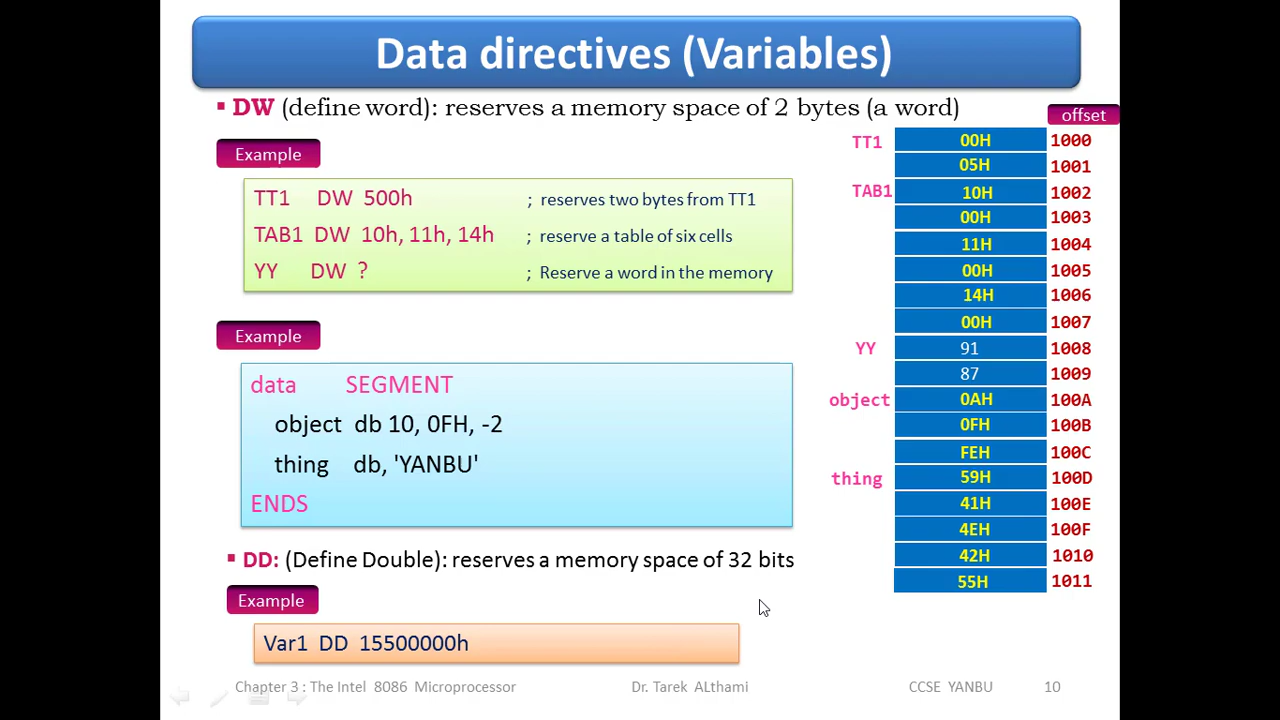 Data directives (Variables)
▪ DW (define word): reserves a memory space of 2 bytes (a word)
Example
TT1 DW 500h ; reserves two bytes from TT1
TAB1 DW 10h, 11h, 14h ; reserve a table of six cells
YY DW ? ; Reserve a word in the memory
Example
data SEGMENT
object db 10, 0FH, -2
thing db, 'YANBU'
ENDS
▪ DD: (Define Double): reserves a memory space of 32 bits
Example
Var1 DD 15500000h
offset
TT1 00H 1000
05H 1001
TAB1 10H 1002
00H 1003
11H 1004
00H 1005
14H 1006
00H 1007
YY 91 1008
87 1009
object 0AH 100A
0FH 100B
FEH 100C
thing 59H 100D
41H 100E
4EH 100F
42H 1010
55H 1011
Chapter 3 : The Intel 8086 Microprocessor Dr. Tarek ALthami CCSE YANBU 10